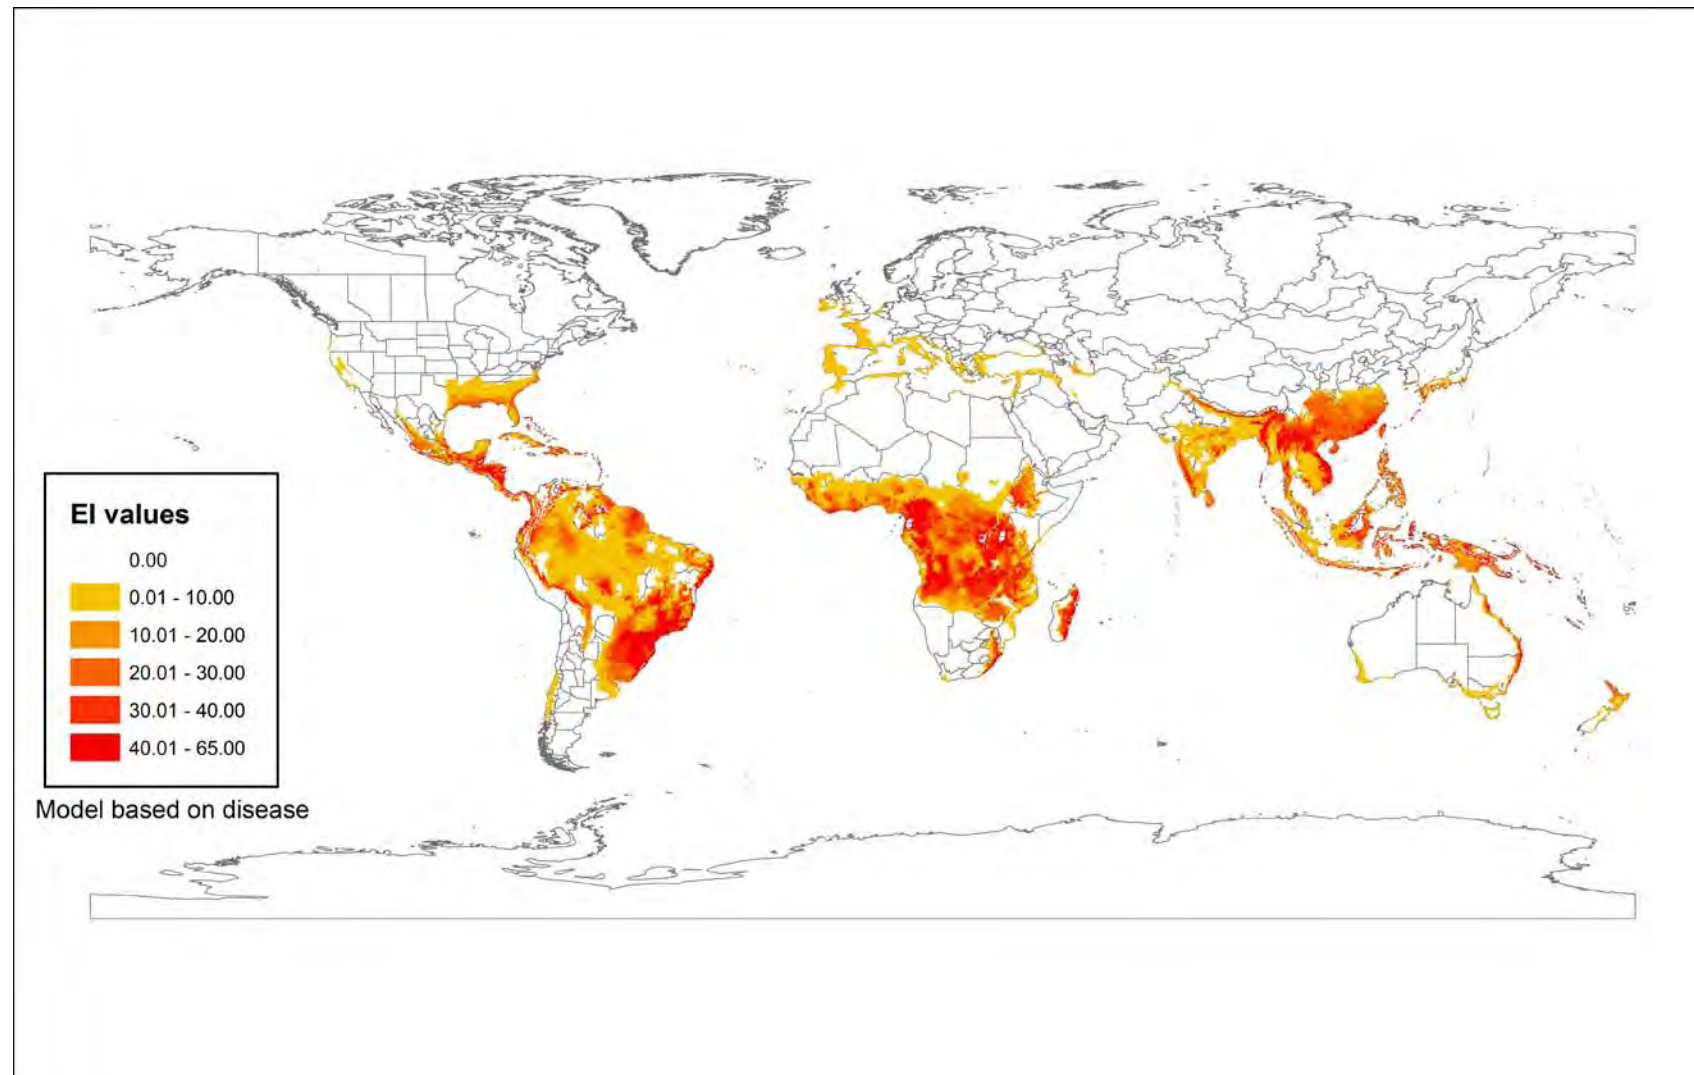 EI values
0.00
0.01 - 10.00
10.01 - 20.00
20.01 - 30.00
30.01 - 40.00
40.01 - 65.00
Model based on disease